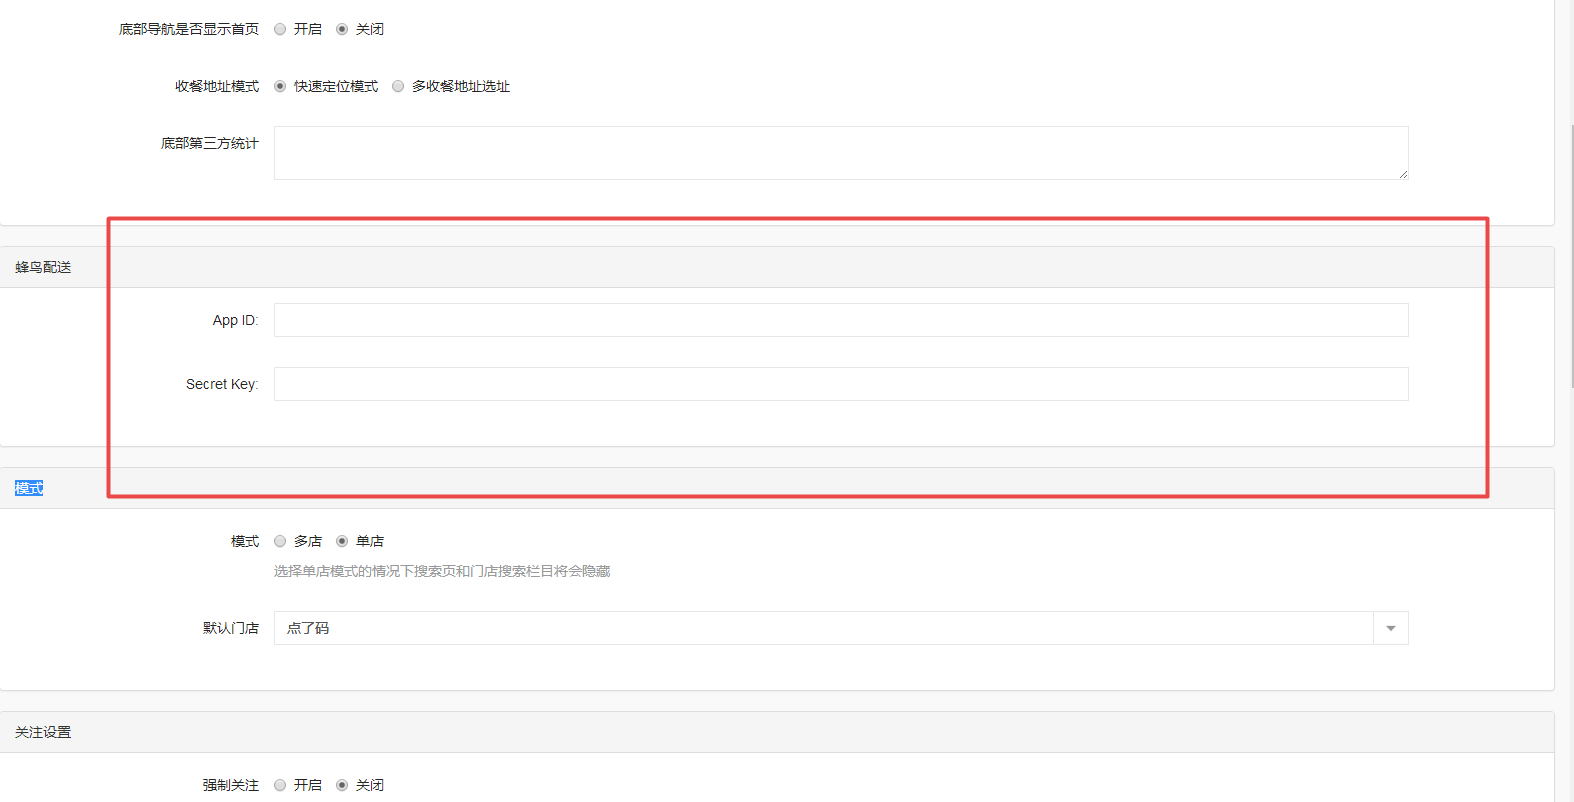 底部导航是否显示首页 开启 关闭
收餐地址模式 快速定位模式 多收餐地址选址
底部第三方统计
蜂鸟配送
App ID:
Secret Key:
模式
模式 多店 单店
选择单店模式的情况下搜索页和门店搜索栏目将会隐藏
默认门店 点了码
关注设置
强制关注 开启 关闭